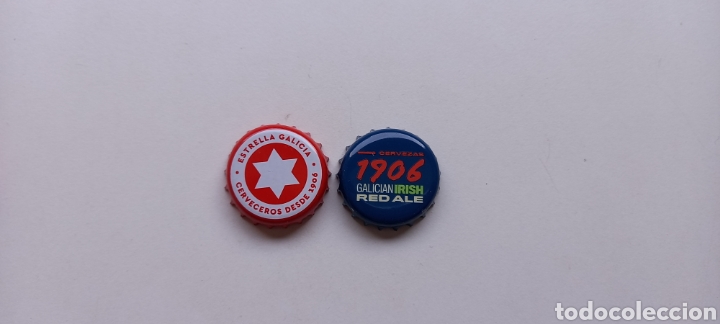 ESTRELLA GALICIA
CERVECEROS DESDE 1906
CERVEZAS
1906
GALICIAN IRISH
RED ALE
todocoleccion